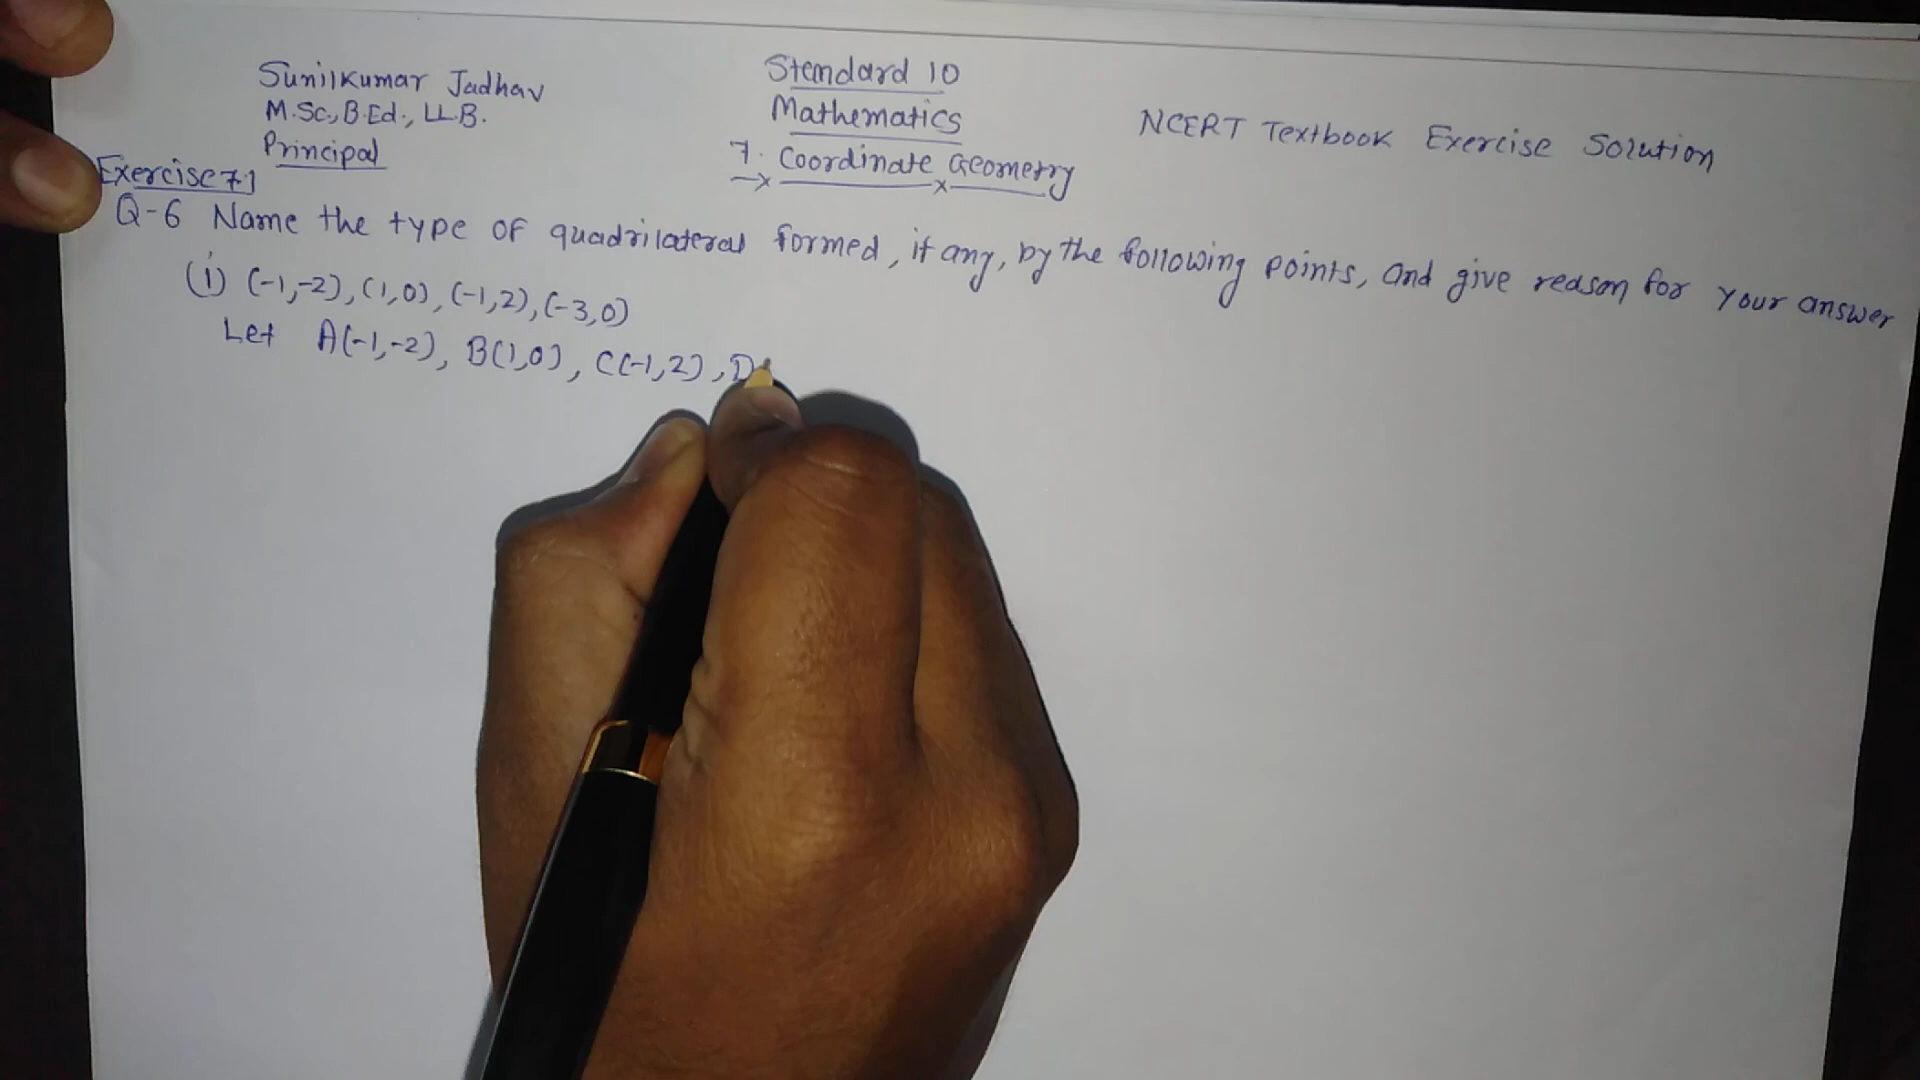 Sunilkumar Jadhav
M.Sc., B.Ed., LL.B.
Principal
Standard 10
Mathematics
7. Coordinate Geometry
NCERT Textbook Exercise Solution
Exercise 7.1
Q-6 Name the type of quadrilateral formed, if any, by the following points, and give reason for your answer
(i) (-1,-2), (1,0), (-1,2), (-3,0)
Let A(-1,-2), B(1,0), C(-1,2), D